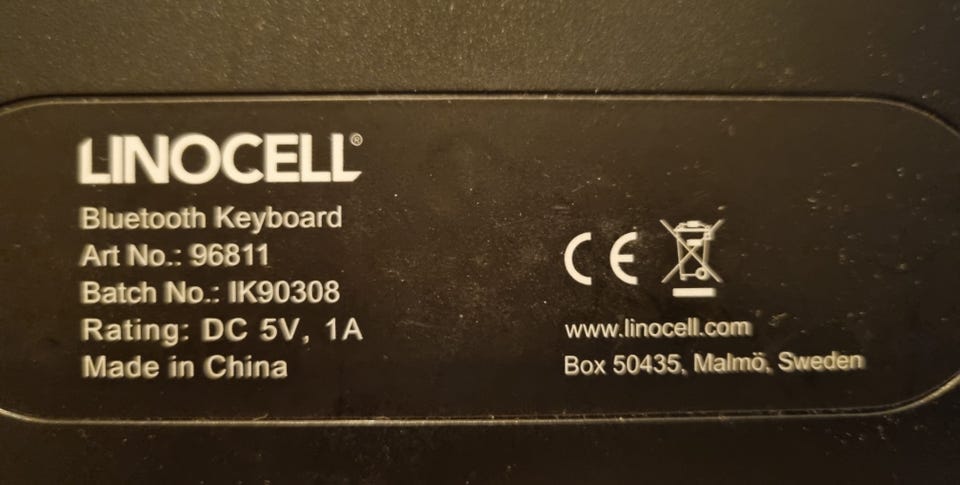 LINOCELL®
Bluetooth Keyboard
Art No.: 96811
Batch No.: IK90308
Rating: DC 5V, 1A
Made in China
CE
www.linocell.com
Box 50435, Malmö, Sweden